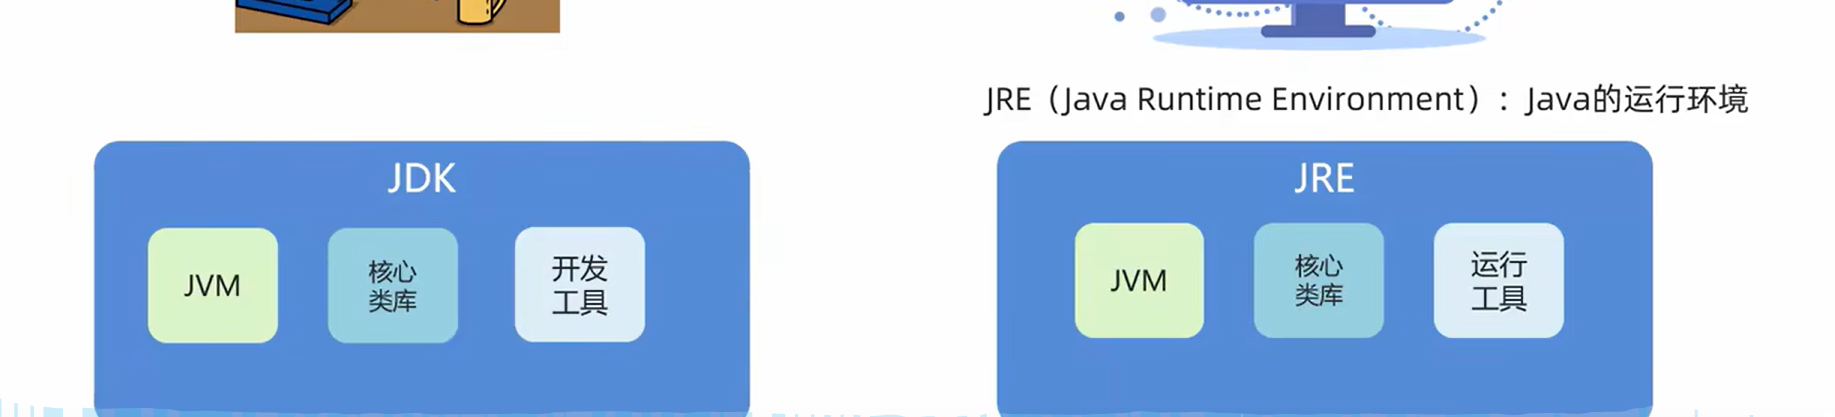 JRE（Java Runtime Environment）：Java的运行环境
JDK
JVM
核心
类库
开发
工具
JRE
JVM
核心
类库
运行
工具